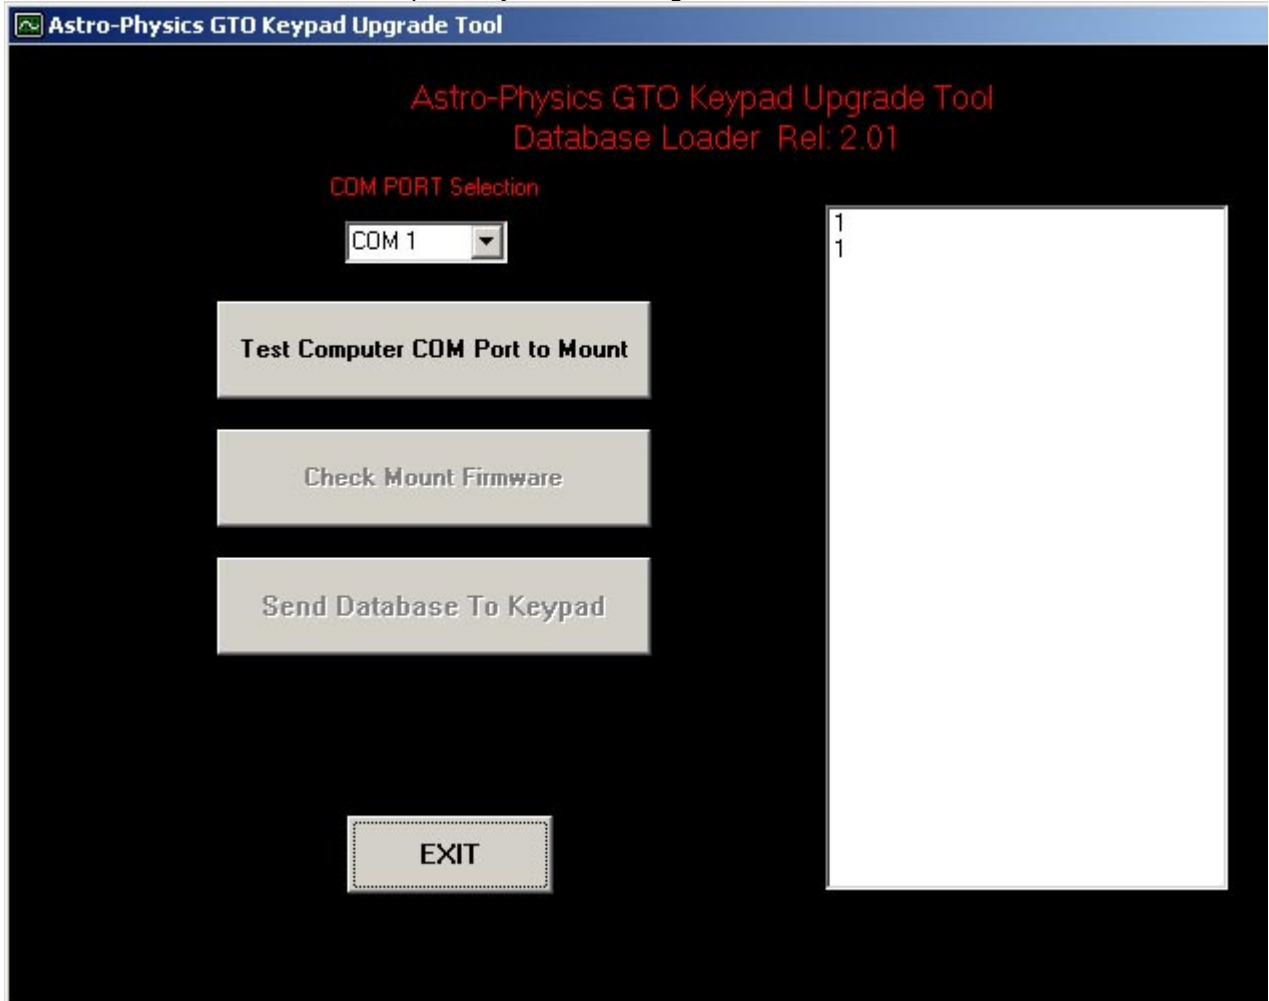 Astro-Physics GTO Keypad Upgrade Tool
Astro-Physics GTO Keypad Upgrade Tool
Database Loader Rel: 2.01
COM PORT Selection
COM 1
1
1
Test Computer COM Port to Mount
Check Mount Firmware
Send Database To Keypad
EXIT